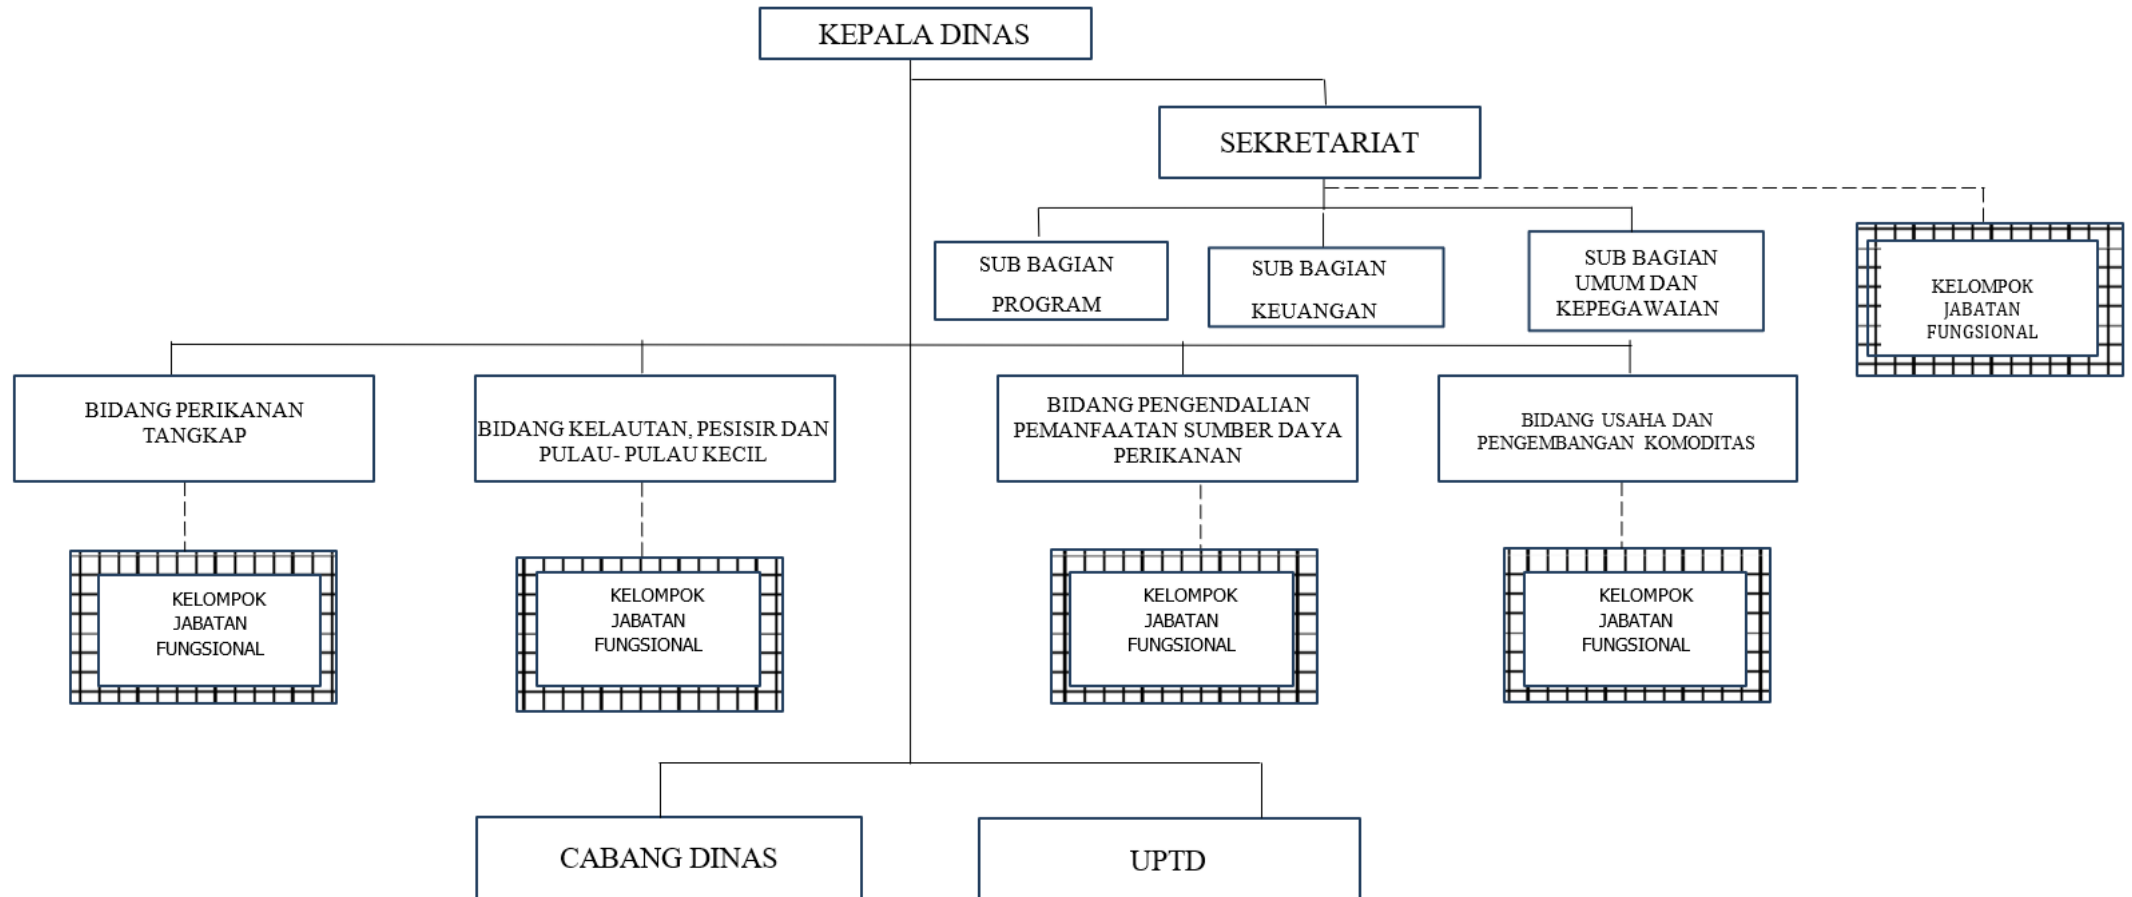 KEPALA DINAS
SEKRETARIAT
SUB BAGIAN
PROGRAM
SUB BAGIAN
KEUANGAN
SUB BAGIAN
UMUM DAN
KEPEGAWAIAN
KELOMPOK
JABATAN
FUNGSIONAL
BIDANG PERIKANAN
TANGKAP
BIDANG KELAUTAN, PESISIR DAN
PULAU- PULAU KECIL
BIDANG PENGENDALIAN
PEMANFAATAN SUMBER DAYA
PERIKANAN
BIDANG USAHA DAN
PENGEMBANGAN KOMODITAS
KELOMPOK
JABATAN
FUNGSIONAL
KELOMPOK
JABATAN
FUNGSIONAL
KELOMPOK
JABATAN
FUNGSIONAL
KELOMPOK
JABATAN
FUNGSIONAL
CABANG DINAS
UPTD